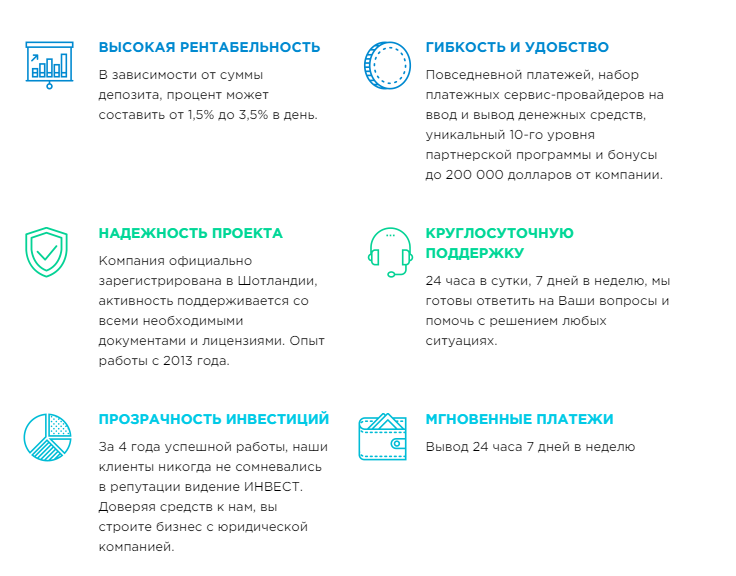 ВЫСОКАЯ РЕНТАБЕЛЬНОСТЬ
В зависимости от суммы
депозита, процент может
составить от 1,5% до 3,5% в день.
ГИБКОСТЬ И УДОБСТВО
Повседневной платежей, набор
платежных сервис-провайдеров на
ввод и вывод денежных средств,
уникальный 10-го уровня
партнерской программы и бонусы
до 200 000 долларов от компании.
НАДЕЖНОСТЬ ПРОЕКТА
Компания официально
зарегистрирована в Шотландии,
активность поддерживается со
всеми необходимыми
документами и лицензиями. Опыт
работы с 2013 года.
КРУГЛОСУТОЧНУЮ
ПОДДЕРЖКУ
24 часа в сутки, 7 дней в неделю, мы
готовы ответить на Ваши вопросы и
помочь с решением любых
ситуациях.
ПРОЗРАЧНОСТЬ ИНВЕСТИЦИЙ
За 4 года успешной работы, наши
клиенты никогда не сомневались
в репутации видение ИНВЕСТ.
Доверяя средств к нам, вы
строите бизнес с юридической
компанией.
МГНОВЕННЫЕ ПЛАТЕЖИ
Вывод 24 часа 7 дней в неделю